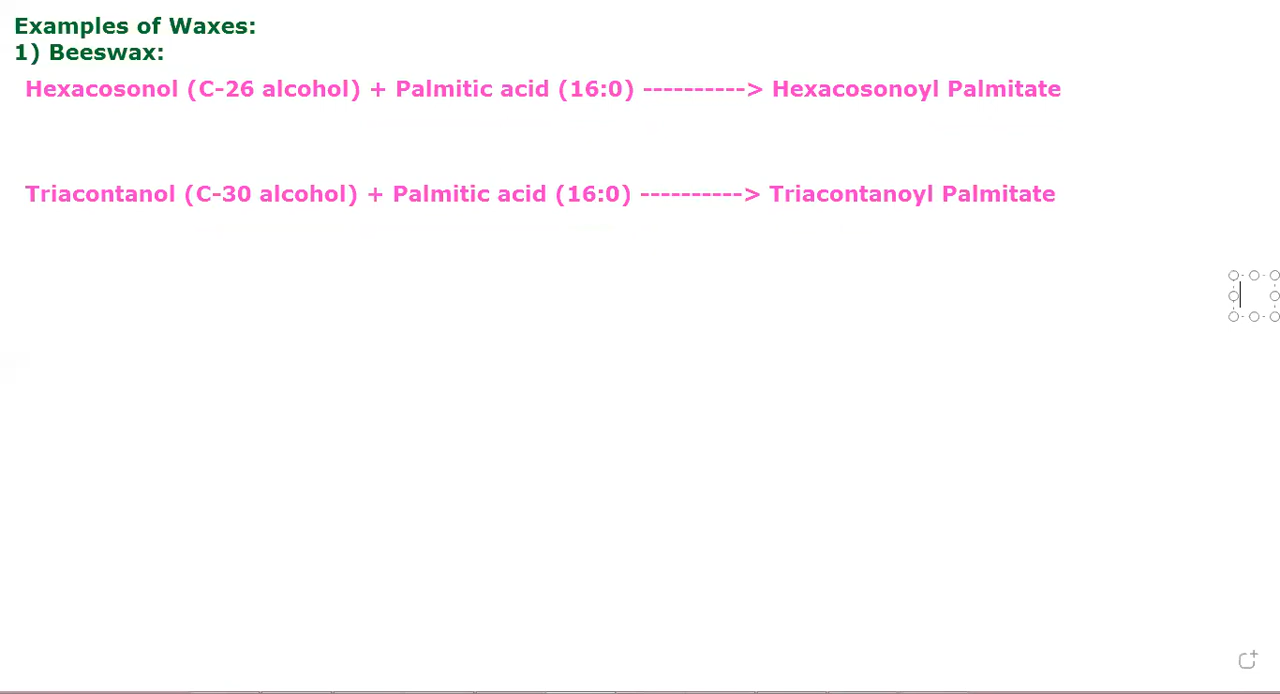 Examples of Waxes:
1) Beeswax:
Hexacosonol (C-26 alcohol) + Palmitic acid (16:0) ----------> Hexacosonoyl Palmitate
Triacontanol (C-30 alcohol) + Palmitic acid (16:0) ----------> Triacontanoyl Palmitate